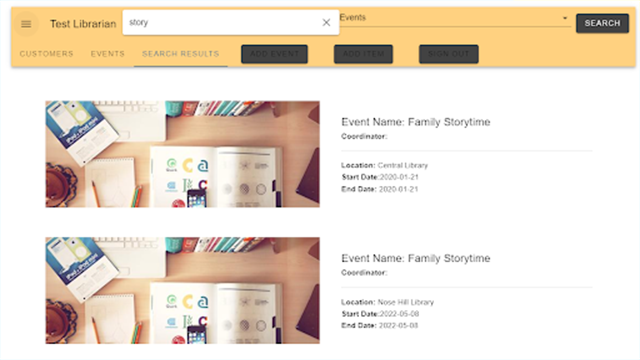 Test Librarian
story
Events
SEARCH
CUSTOMERS
EVENTS
SEARCH RESULTS
ADD EVENT
ADD ITEM
SIGN OUT
Event Name: Family Storytime
Coordinator:
Location: Central Library
Start Date:2020-01-21
End Date: 2020-01-21
Event Name: Family Storytime
Coordinator:
Location: Nose Hill Library
Start Date:2022-05-08
End Date: 2022-05-08